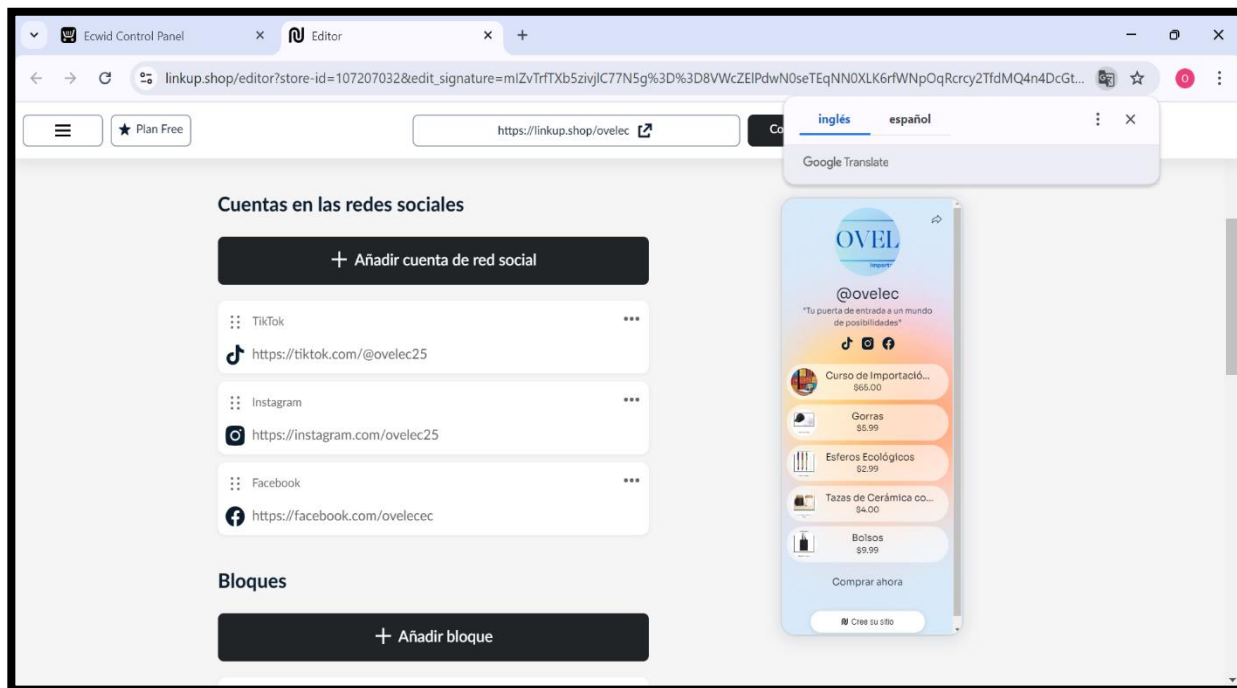 Ecwid Control Panel
Editor
linkup.shop/editor?store-id=107207032&edit_signature=mIZvTrfTXb5zivjlC77N5g%3D%3D8VWcZElPdwN0seTEqNN0XLK6rfWNpOqRcrcy2TfdMQ4n4DcGt...
O
Plan Free
https://linkup.shop/ovelec
Co
inglés español
Google Translate
Cuentas en las redes sociales
+ Añadir cuenta de red social
TikTok
https://tiktok.com/@ovelec25
Instagram
https://instagram.com/ovelec25
Facebook
https://facebook.com/ovelecec
Bloques
+ Añadir bloque
OVEL
Import
@ovelec
"Tu puerta de entrada a un mundo
de posibilidades"
Curso de Importació...
$65.00
Gorras
$5.99
Esferos Ecológicos
$2.99
Tazas de Cerámica co...
$4.00
Bolsos
$9.99
Comprar ahora
Cree su sitio